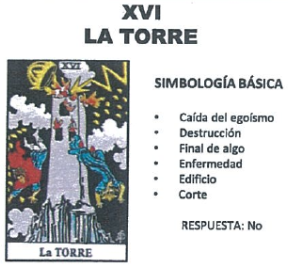 XVI
LA TORRE
XVI
SIMBOLOGÍA BÁSICA
• Caída del egoísmo
• Destrucción
• Final de algo
• Enfermedad
• Edificio
• Corte
RESPUESTA: No
La TORRE